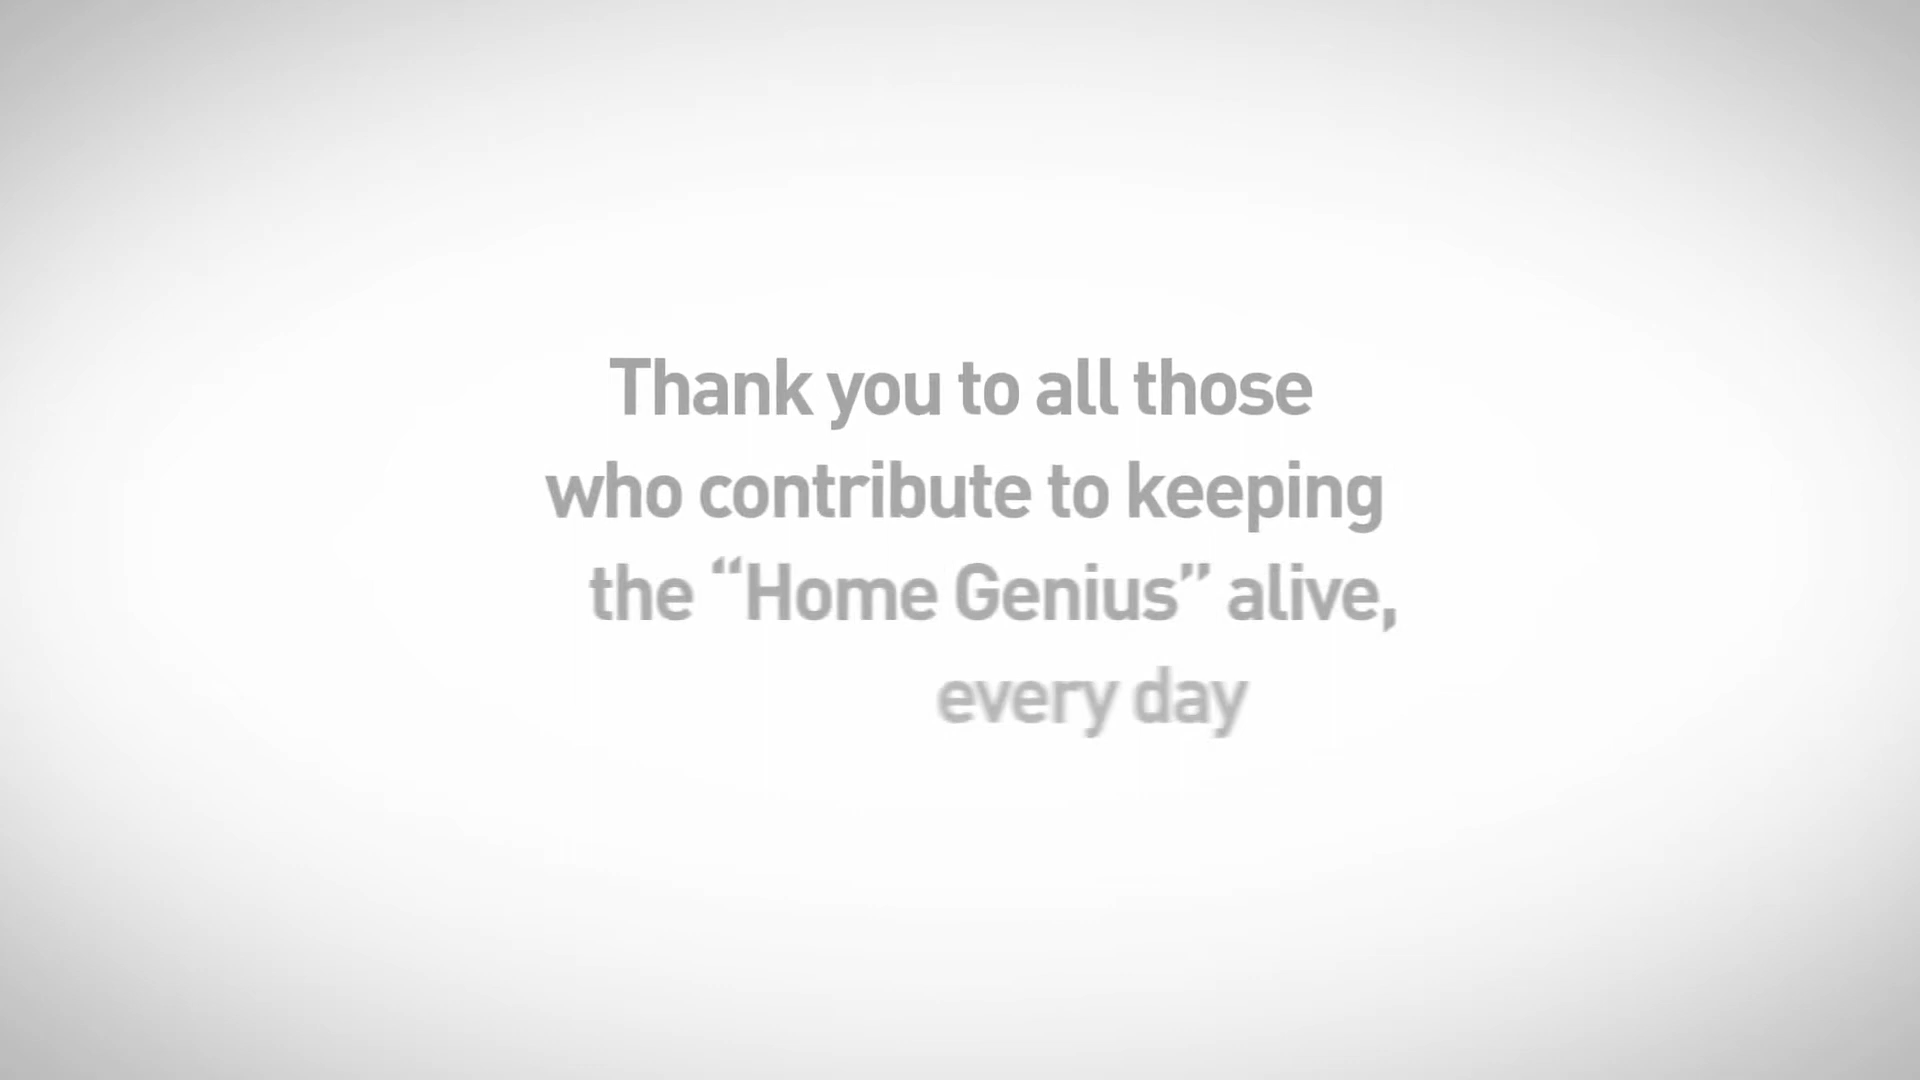 Thank you to all those
who contribute to keeping
the “Home Genius” alive,
every day